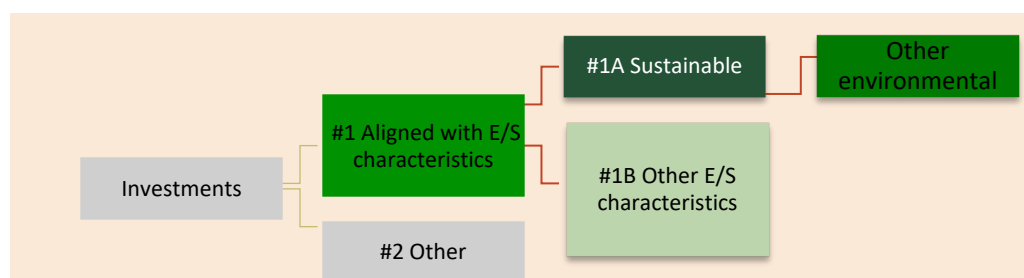 #1A Sustainable
Other
environmental
#1 Aligned with E/S
characteristics
#1B Other E/S
characteristics
Investments
#2 Other